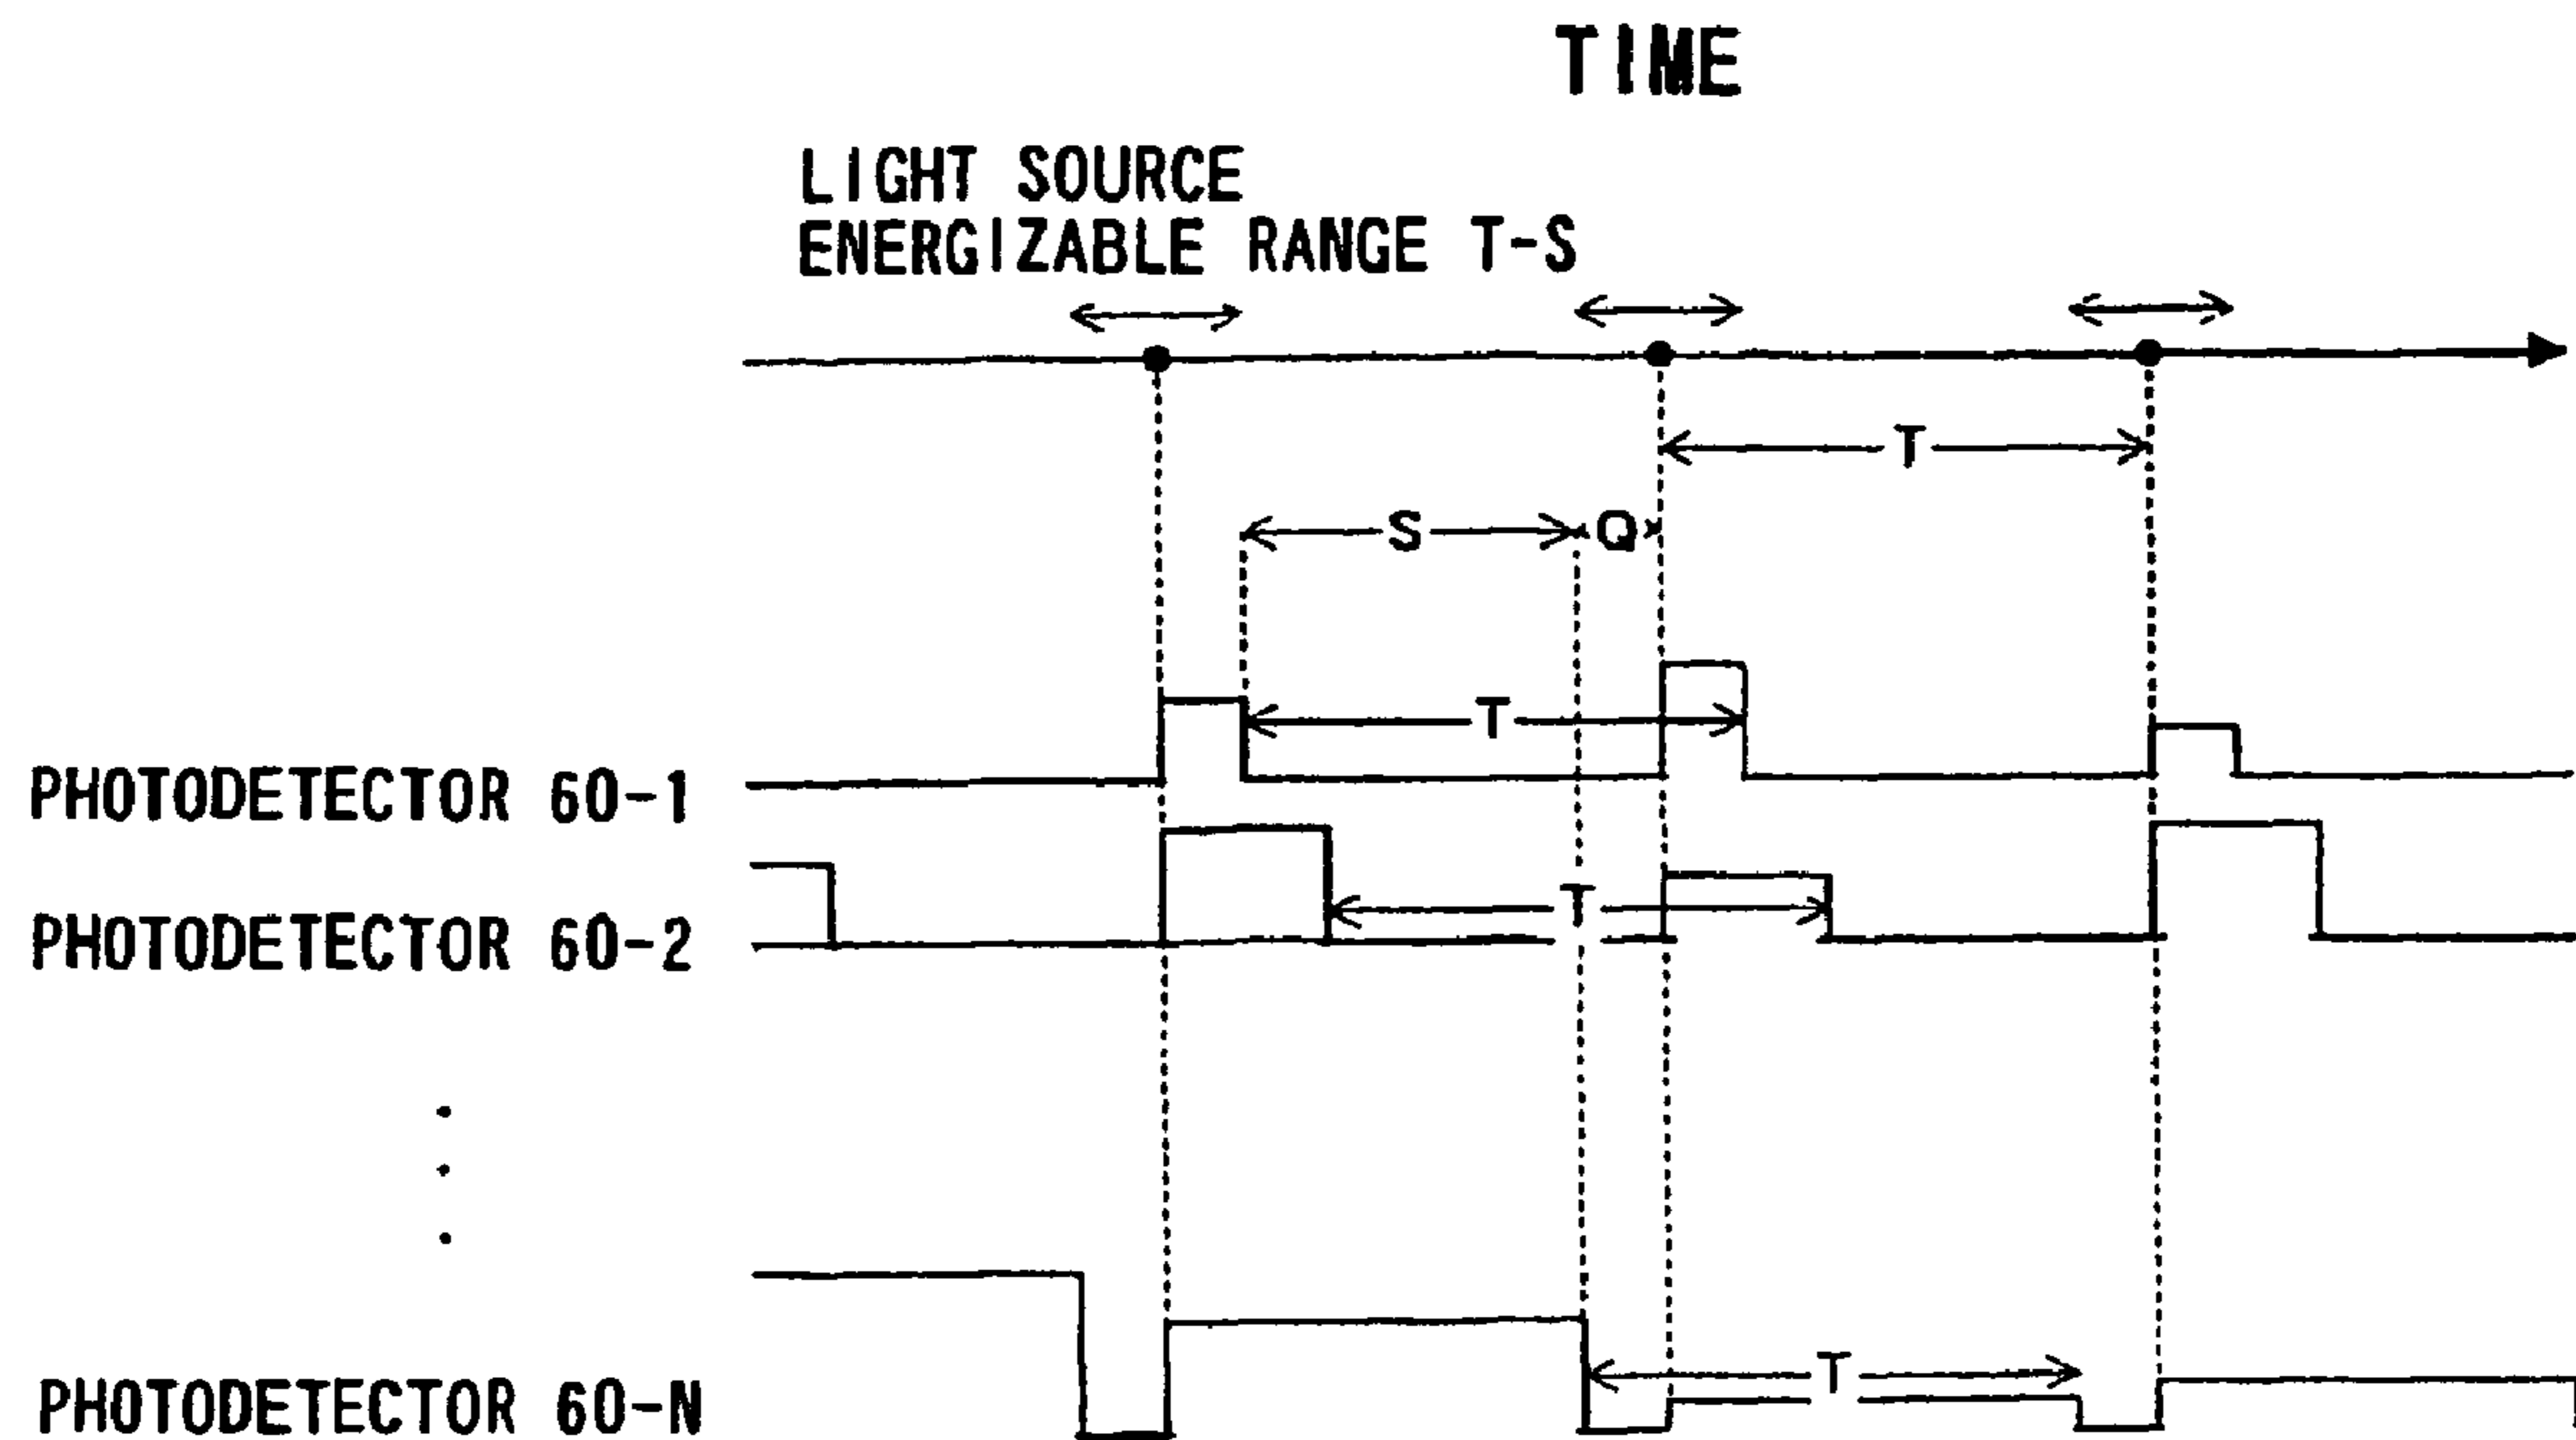 TIME
LIGHT SOURCE
ENERGIZABLE RANGE T-S
T
S
Q
T
PHOTODETECTOR 60-1
T
PHOTODETECTOR 60-2
T
PHOTODETECTOR 60-N